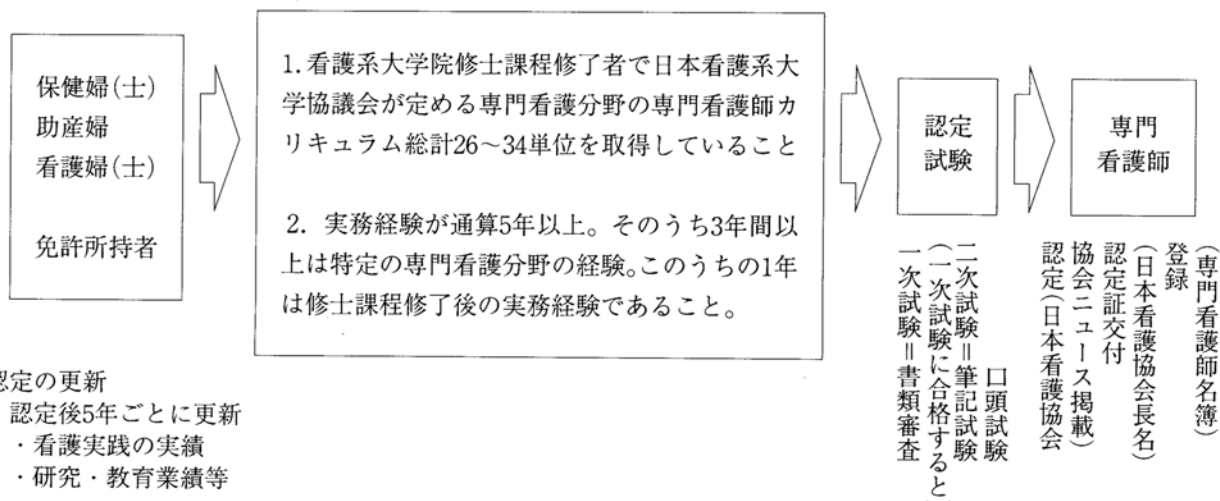 保健婦(士)
助産婦
看護婦(士)
免許所持者
1. 看護系大学院修士課程修了者で日本看護系大
学協議会が定める専門看護分野の専門看護師カ
リキュラム総計26～34単位を取得していること
2. 実務経験が通算5年以上。そのうち3年間以
上は特定の専門看護分野の経験。このうちの1年
は修士課程修了後の実務経験であること。
認定
試験
専門
看護師
口頭試験
二次試験＝筆記試験
(一次試験に合格すると
一次試験＝書類審査
(専門看護師名簿)
登録
(日本看護協会長名)
認定証交付
協会ニュース掲載)
認定(日本看護協会
定の更新
認定後5年ごとに更新
・看護実践の実績
・研究・教育業績等